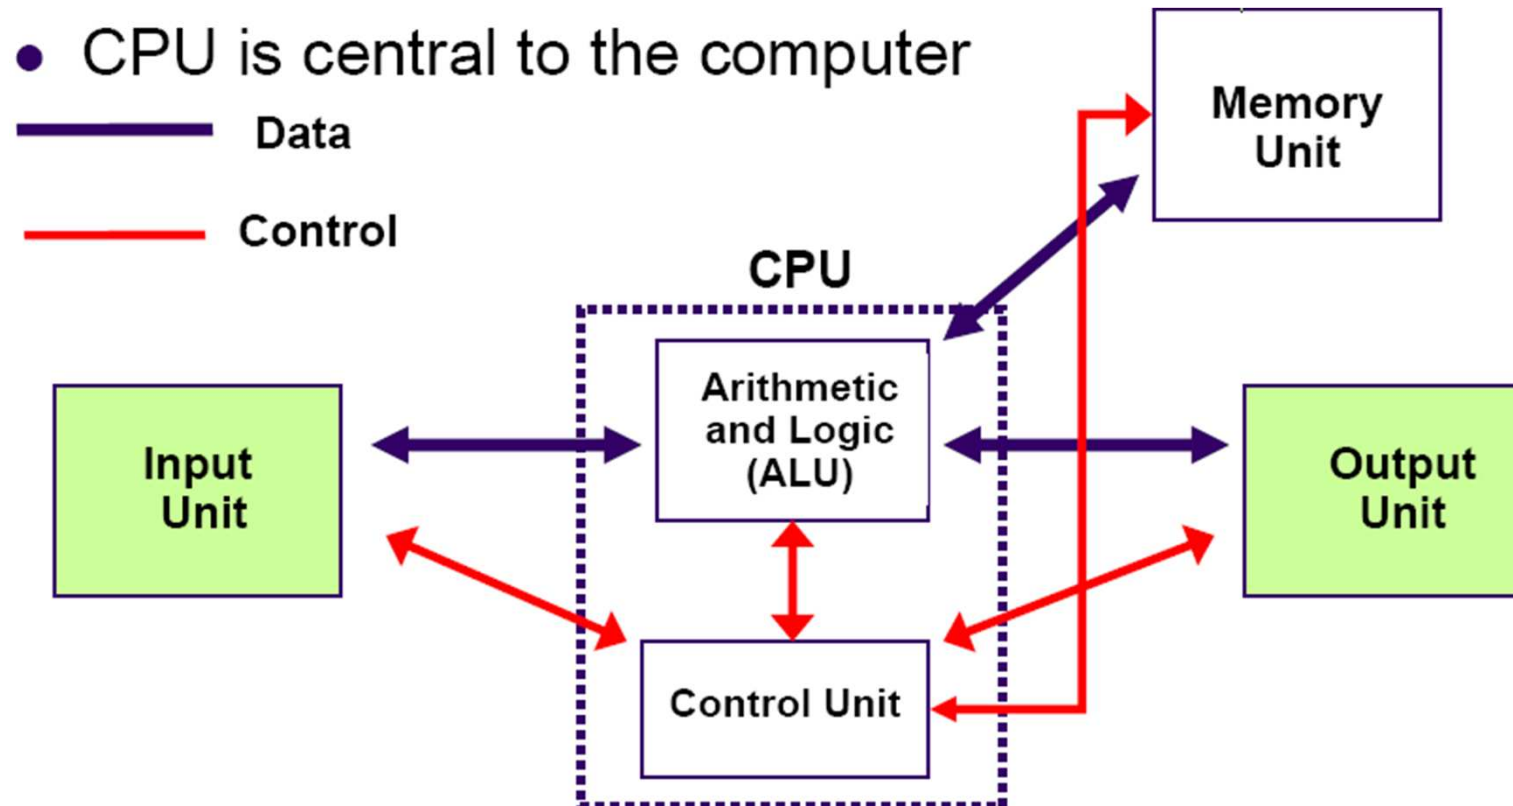 • CPU is central to the computer
Data
Control
Memory
Unit
CPU
Arithmetic
and Logic
(ALU)
Input
Unit
Output
Unit
Control Unit